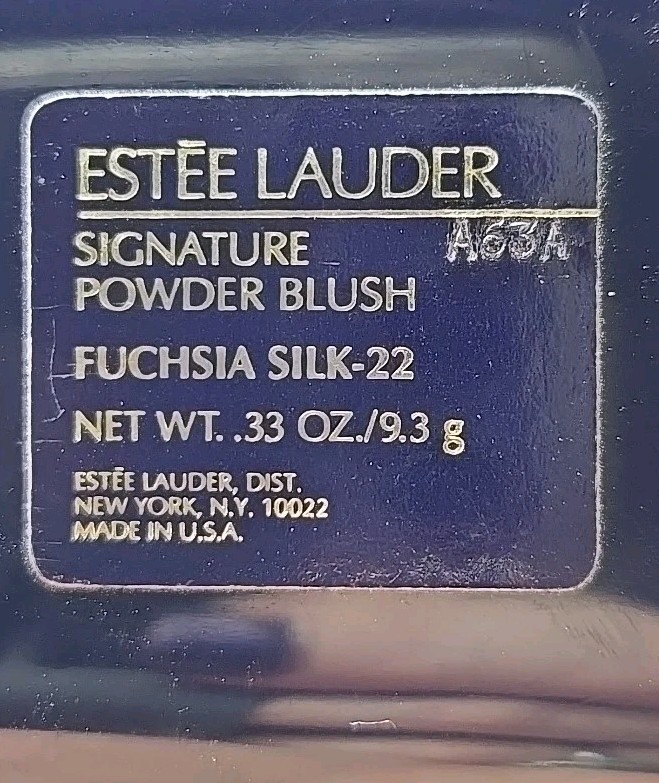 ESTĒE LAUDER
SIGNATURE A63A
POWDER BLUSH
FUCHSIA SILK-22
NET WT. .33 OZ./9.3 g
ESTĒE LAUDER, DIST.
NEW YORK, N.Y. 10022
MADE IN U.S.A.